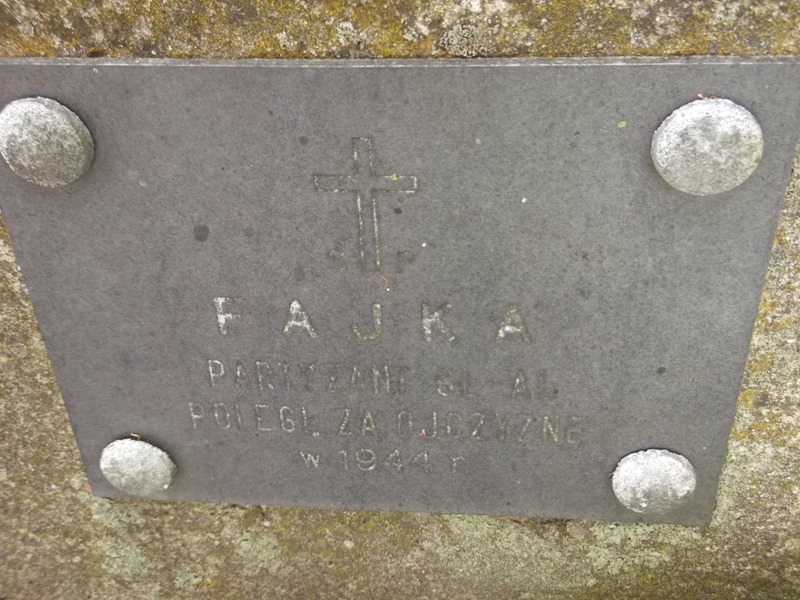 Ś P
FAJKA
PARTYZANT GL-AL
POLEGŁ ZA OJCZYZNĘ
w 1944 r